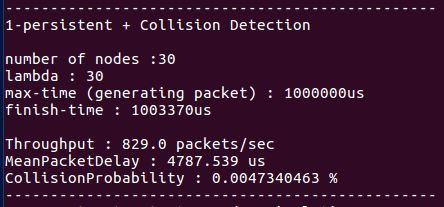 ------------------------------------------------
1-persistent + Collision Detection
number of nodes :30
lambda : 30
max-time (generating packet) : 1000000us
finish-time : 1003370us
Throughput : 829.0 packets/sec
MeanPacketDelay : 4787.539 us
CollisionProbability : 0.0047340463 %
------------------------------------------------